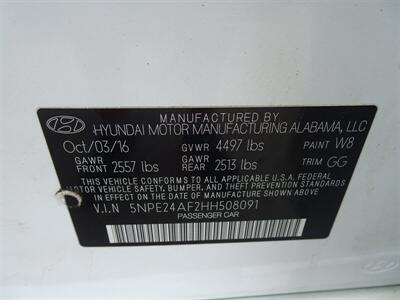 MANUFACTURED BY
HYUNDAI MOTOR MANUFACTURING ALABAMA, LLC
Oct/03/16 GVWR 4497 lbs PAINT W8
GAWR FRONT 2557 lbs GAWR REAR 2513 lbs TRIM GG
THIS VEHICLE CONFORMS TO ALL APPLICABLE U.S.A FEDERAL
MOTOR VEHICLE SAFETY, BUMPER, AND THEFT PREVENTION
STANDARDS IN EFFECT ON THE DATE OF MANUFACTURE SHOWN ABOVE.
V.I.N 5NPE24AF2HH508091
PASSENGER CAR